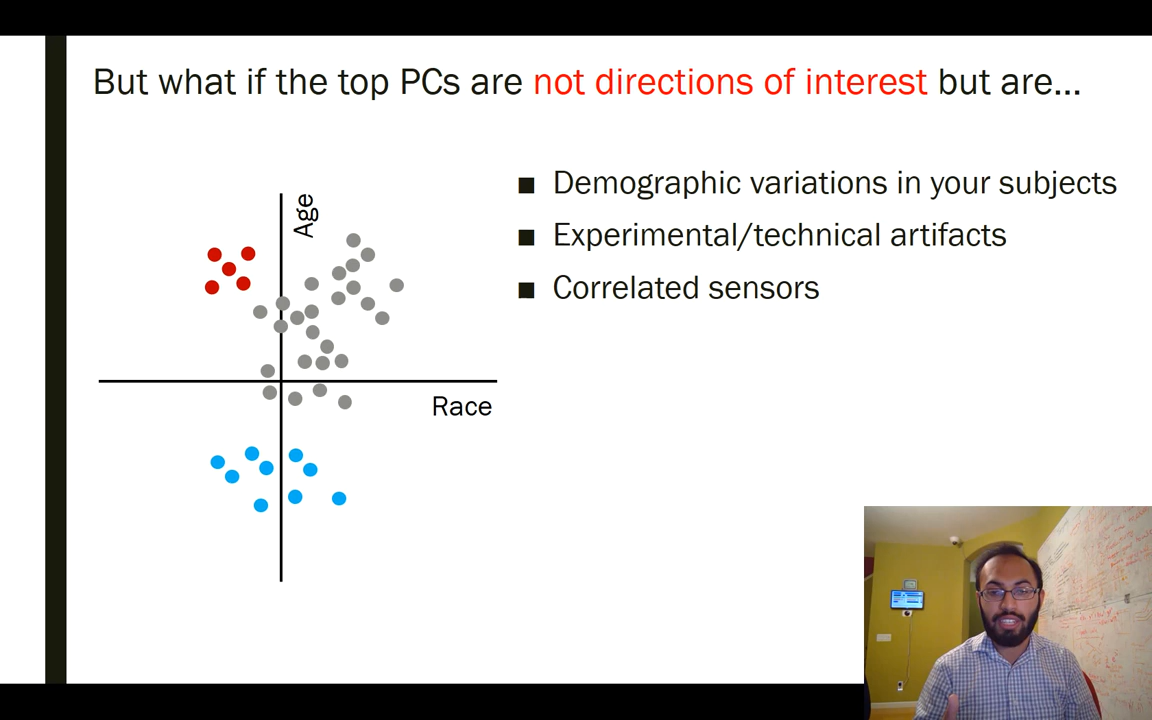 But what if the top PCs are not directions of interest but are...
Age
Race
■ Demographic variations in your subjects
■ Experimental/technical artifacts
■ Correlated sensors